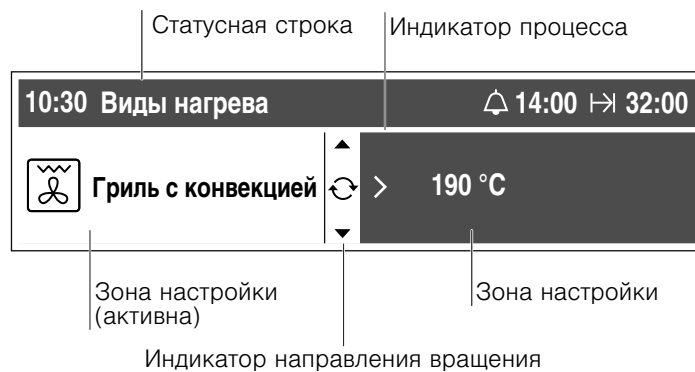 Статусная строка
Индикатор процесса
10:30 Виды нагрева 14:00 32:00
Гриль с конвекцией 190 °C
Зона настройки
(активна)
Зона настройки
Индикатор направления вращения